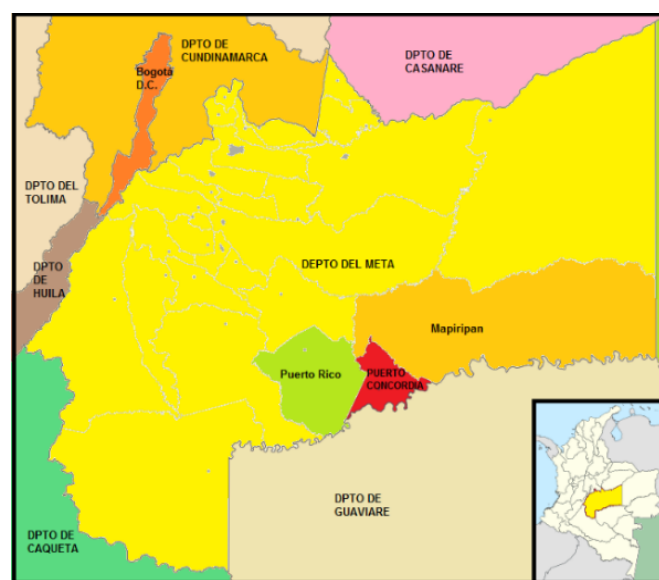 DPTO DE
CUNDINAMARCA
DPTO DE
CASANARE
Bogotá
D.C.
DPTO DEL
TOLIMA
DPTO
DE
HUILA
DEPTO DEL META
Mapiripan
Puerto Rico
PUERTO
CONCORDIA
DPTO DE
GUAVIARE
DPTO DE
CAQUETA